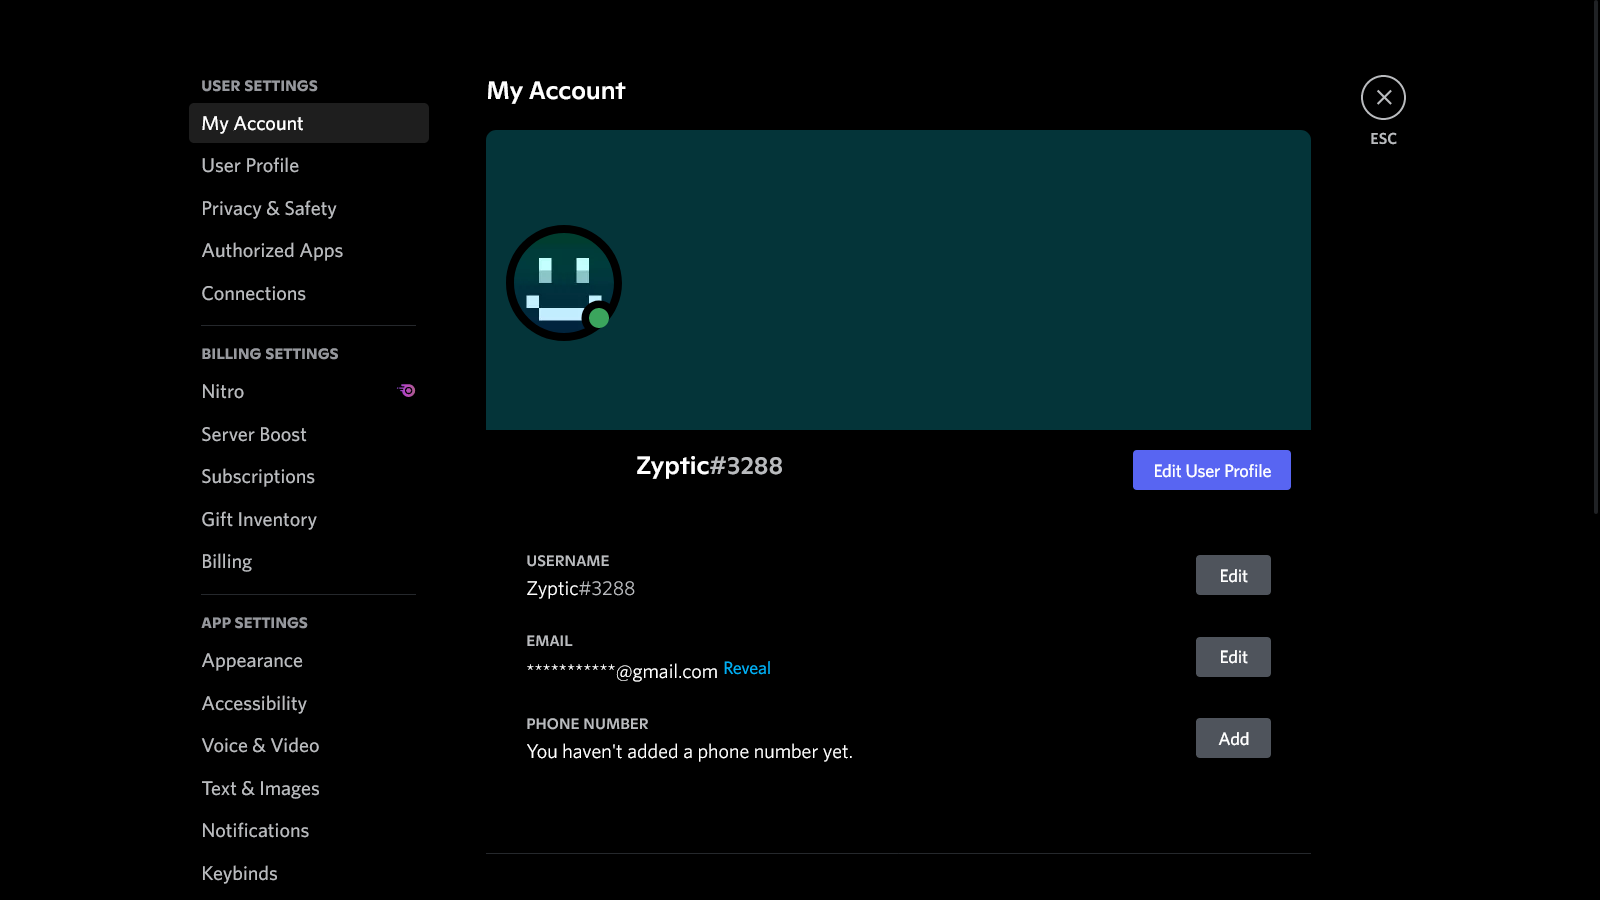 USER SETTINGS
My Account
User Profile
Privacy & Safety
Authorized Apps
Connections
BILLING SETTINGS
Nitro
Server Boost
Subscriptions
Gift Inventory
Billing
APP SETTINGS
Appearance
Accessibility
Voice & Video
Text & Images
Notifications
Keybinds
My Account
Zyptic#3288
Edit User Profile
USERNAME
Zyptic#3288
Edit
EMAIL
***********@gmail.com Reveal
Edit
PHONE NUMBER
You haven't added a phone number yet.
Add
ESC